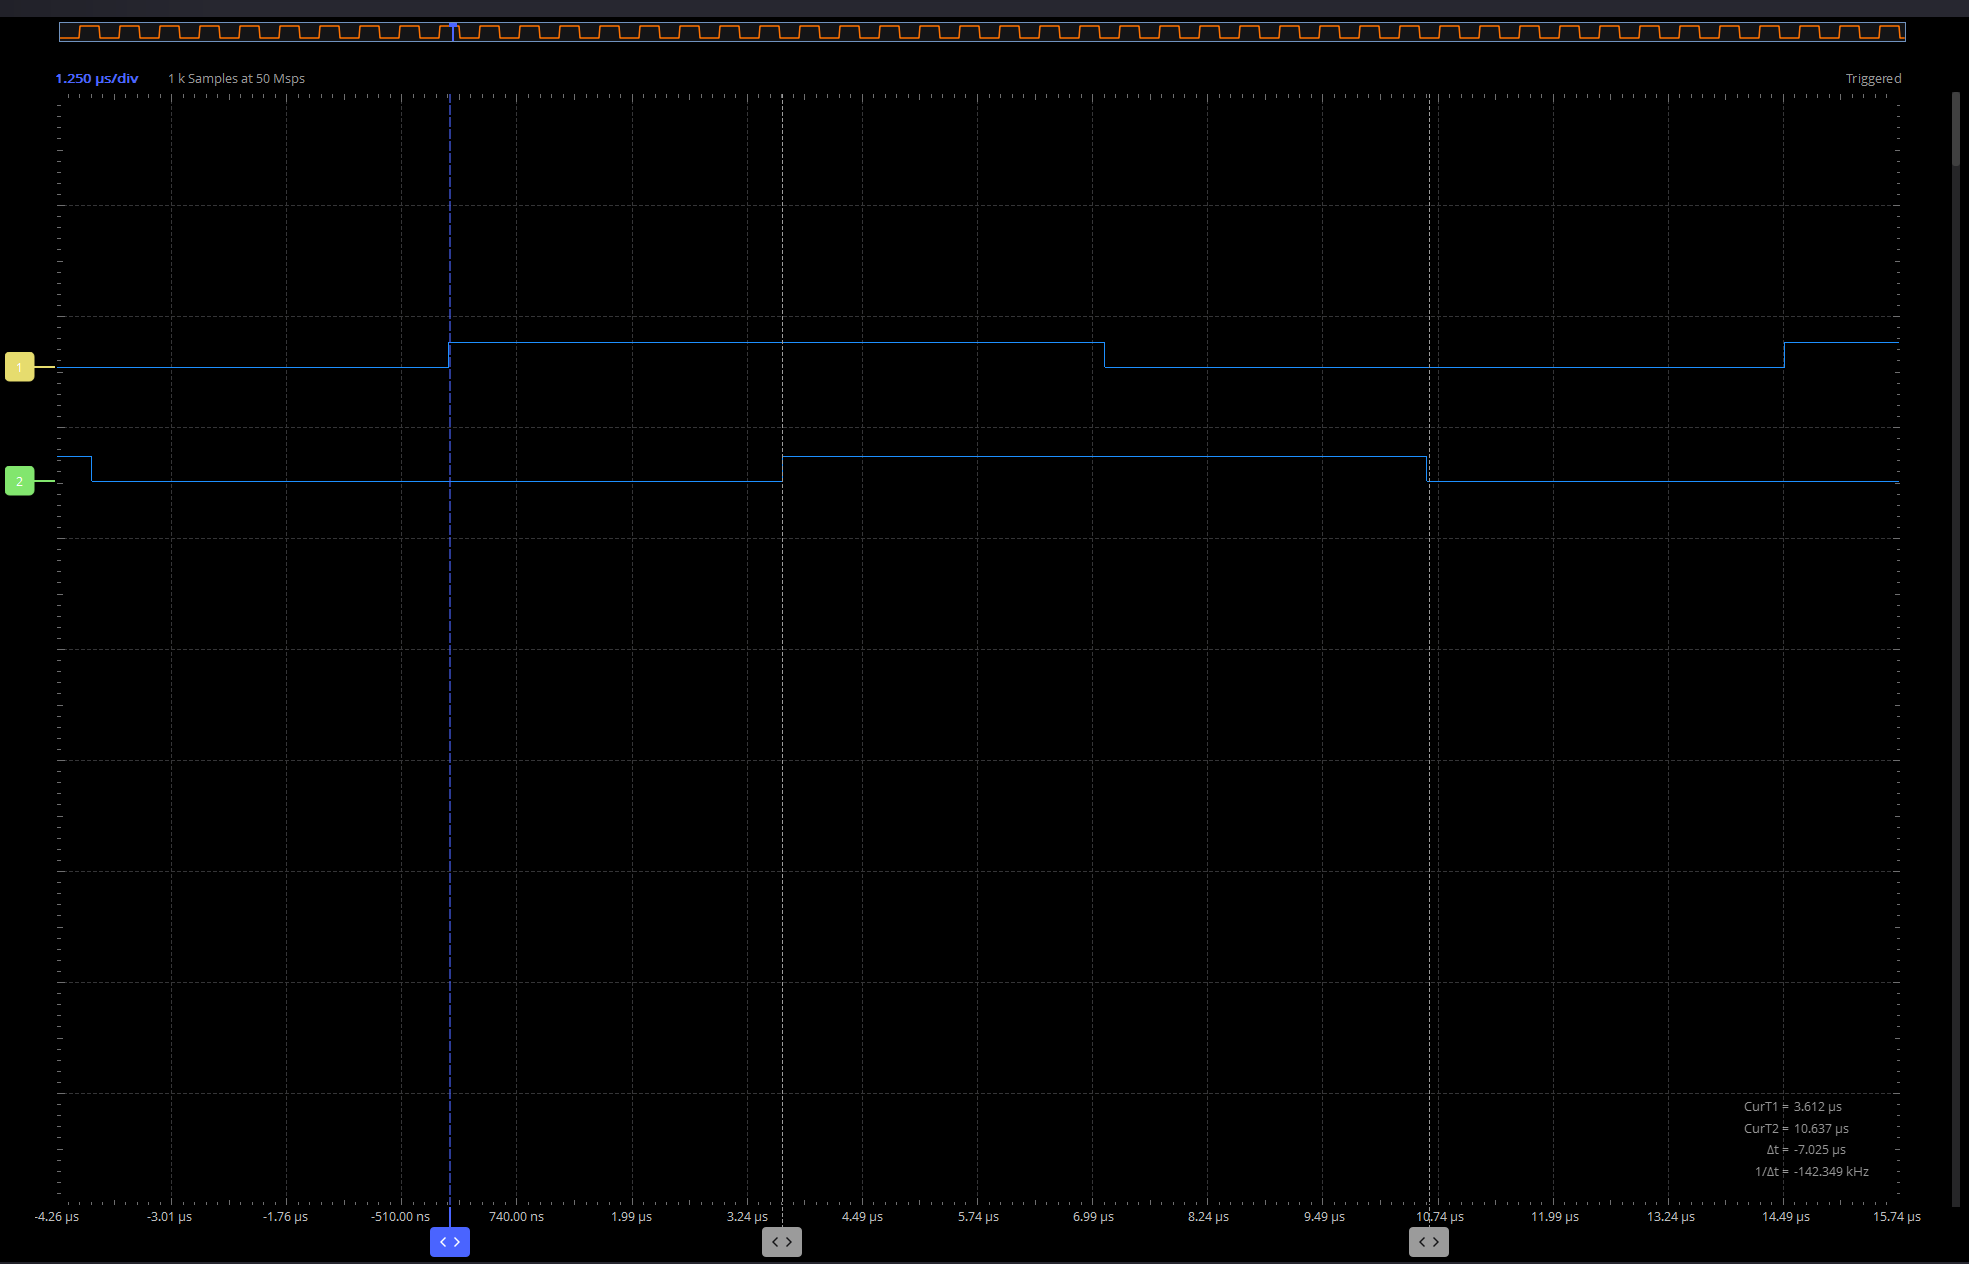 1.250 µs/div 1 k Samples at 50 Msps Triggered
1
2
CurT1 = 3.612 µs
CurT2 = 10.637 µs
Δt = -7.025 µs
1/Δt = -142.349 kHz
-4.26 µs -3.01 µs -1.76 µs -510.00 ns 740.00 ns 1.99 µs 3.24 µs 4.49 µs 5.74 µs 6.99 µs 8.24 µs 9.49 µs 10.74 µs 11.99 µs 13.24 µs 14.49 µs 15.74 µs